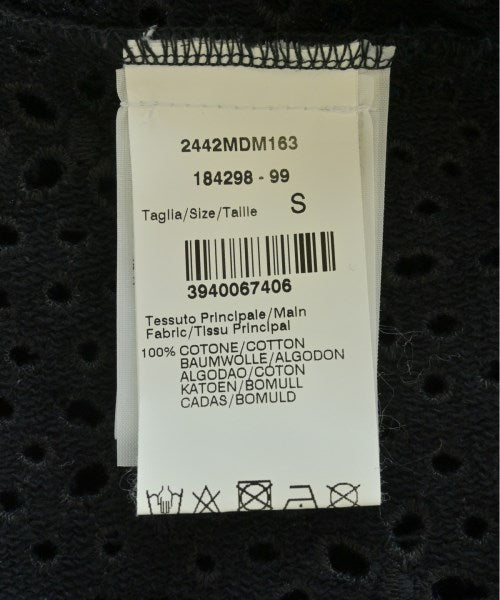 2442MDM163
184298 - 99
Taglia/Size/Taille S
3940067406
Tessuto Principale/Main
Fabric/Tissu Principal
100% COTONE/COTTON
BAUMWOLLE/ALGODON
ALGODAO/COTON
KATOEN/BOMULL
CADAS/BOMULD